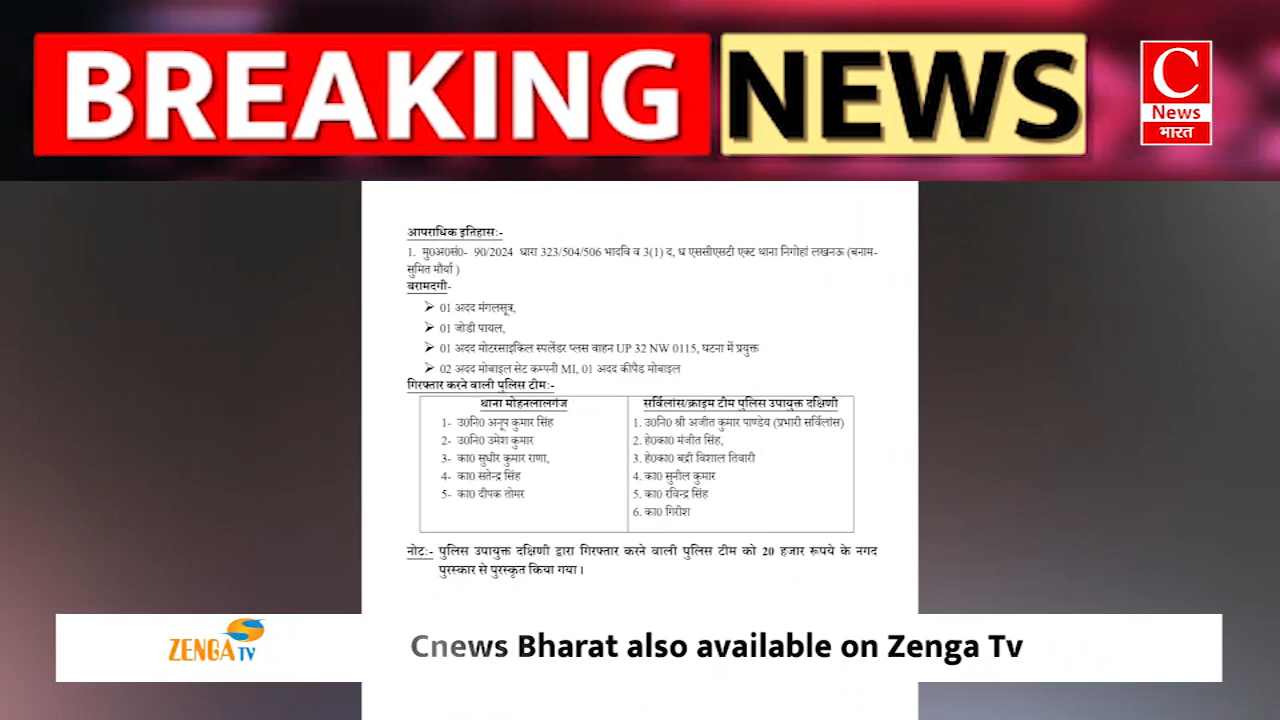 BREAKING NEWS
C
News
भारत
आपराधिक इतिहासः-
1. मु0अ0सं0- 90/2024 धारा 323/504/506 भादवि व 3(1) द, ध एससीएसटी एक्ट थाना निगोहां लखनऊ (बनाम-
सुमित मौर्या )
बरामदगी-
➢ 01 अदद मंगलसूत्र,
➢ 01 जोडी पायल,
➢ 01 अदद मोटरसाइकिल स्पलेंडर प्लस वाहन UP 32 NW 0115, घटना में प्रयुक्त
➢ 02 अदद मोबाइल सेट कम्पनी MI, 01 अदद कीपैड मोबाइल
गिरफ्तार करने वाली पुलिस टीमः-
थाना मोहनलालगंज
1- उ0नि0 अनूप कुमार सिंह
2- उ0नि0 उमेश कुमार
3- का0 सुधीर कुमार राणा,
4- का0 सतेन्द्र सिंह
5- का0 दीपक तोमर
सर्विलांस/क्राइम टीम पुलिस उपायुक्त दक्षिणी
1. उ0नि0 श्री अजीत कुमार पाण्डेय (प्रभारी सर्विलांस)
2. हे0का0 मंजीत सिंह,
3. हे0का0 बद्री विशाल तिवारी
4. का0 सुनील कुमार
5. का0 रविन्द्र सिंह
6. का0 गिरीश
नोटः- पुलिस उपायुक्त दक्षिणी द्वारा गिरफ्तार करने वाली पुलिस टीम को 20 हजार रूपये के नगद
पुरस्कार से पुरस्कृत किया गया ।
ZENGA TV
Cnews Bharat also available on Zenga Tv